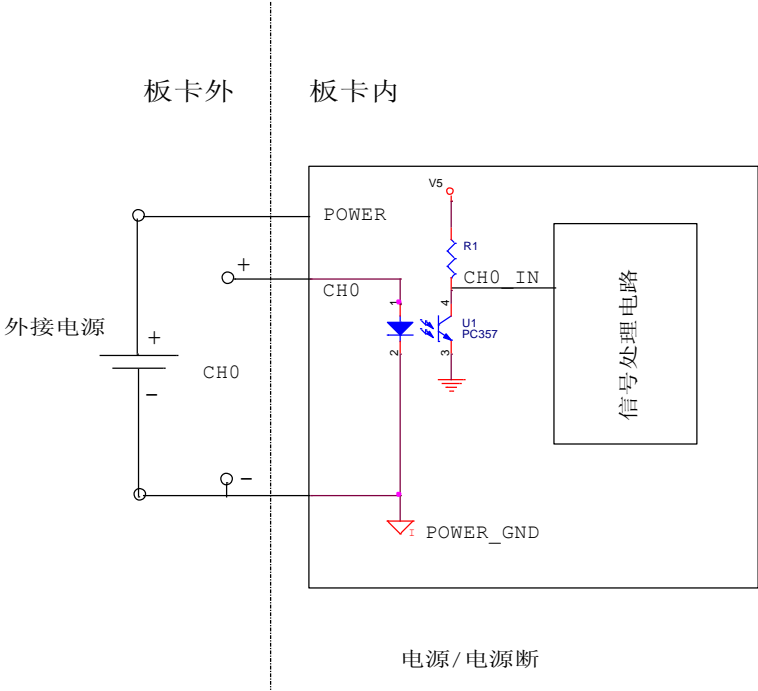 板卡外
板卡内
V5
POWER
R1
+
CH0_IN
CH0
1
4
外接电源
+
U1
PC357
信号处理电路
2
3
CH0
−
−
I
POWER_GND
电源/电源断